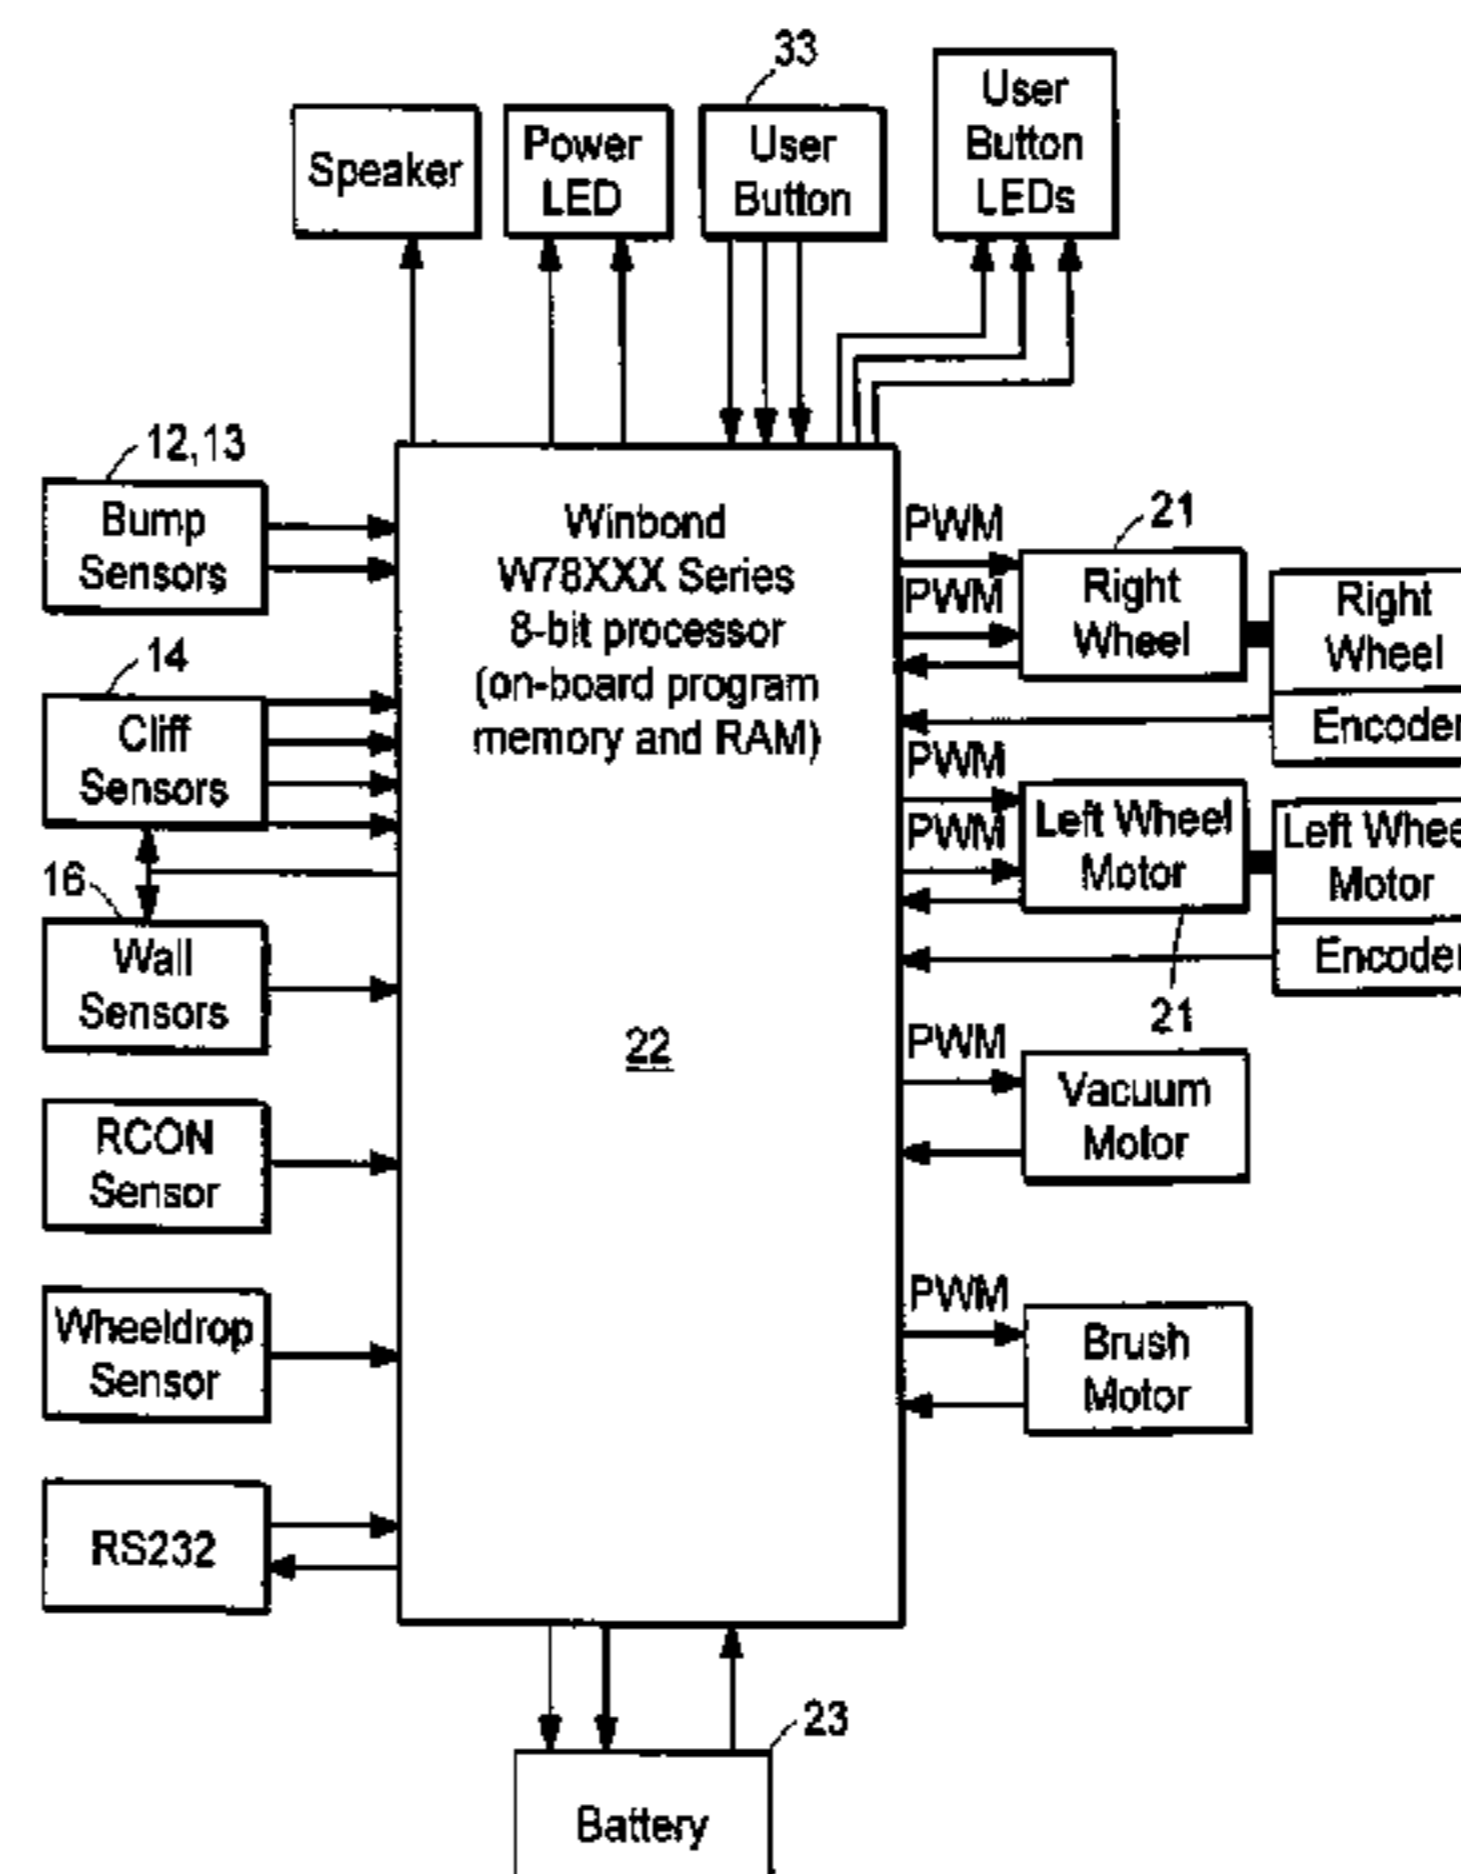 33
Speaker
Power
LED
User
Button
User
Button
LEDs
12,13
Bump
Sensors
14
Cliff
Sensors
16
Wall
Sensors
RCON
Sensor
Wheeldrop
Sensor
RS232
Winbond
W78XXX Series
8-bit processor
(on-board program
memory and RAM)
22
PWM
PWM
21
Right
Wheel
Right
Wheel
Encoder
PWM
PWM
Left Wheel
Motor
21
Left Whee
Motor
Encoder
PWM
Vacuum
Motor
PWM
Brush
Motor
23
Battery